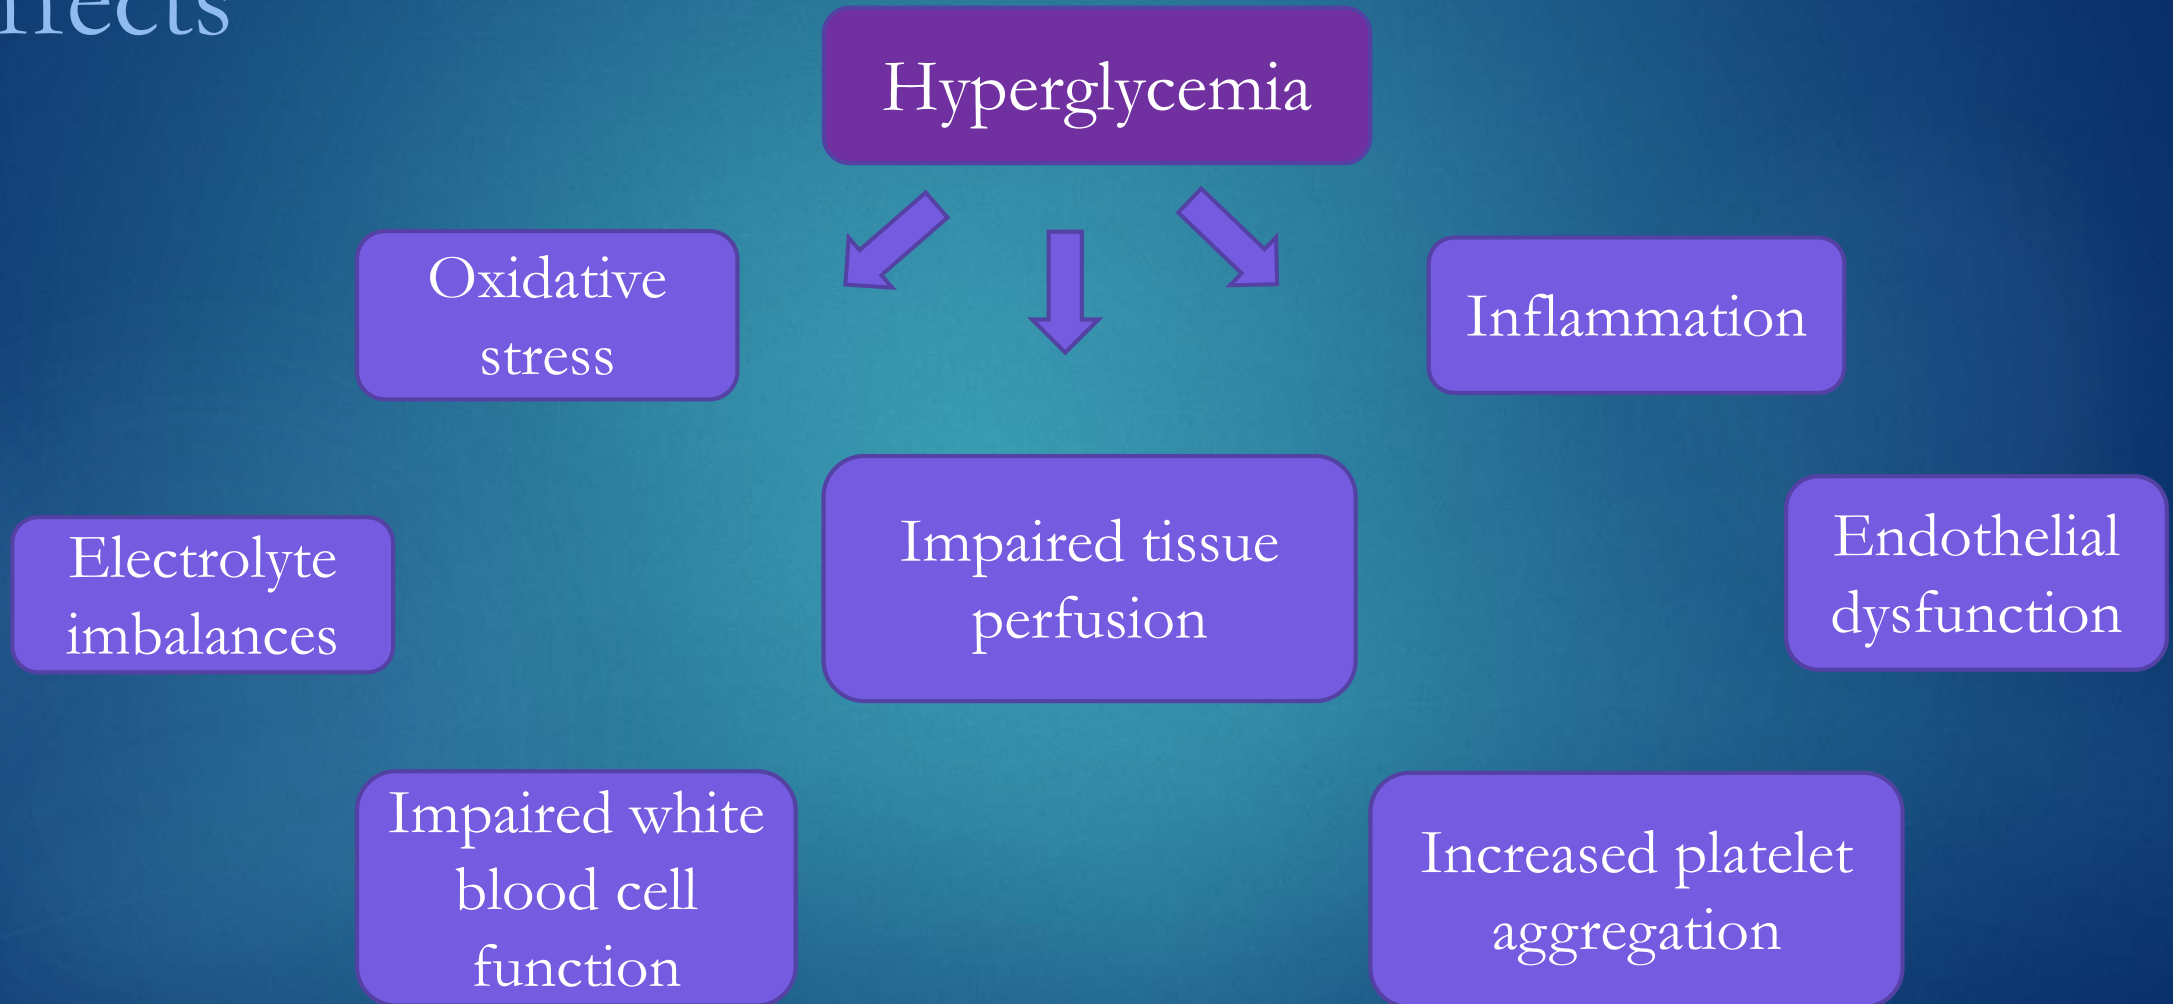 ffects
Hyperglycemia
Oxidative
stress
Inflammation
Impaired tissue
perfusion
Electrolyte
imbalances
Endothelial
dysfunction
Impaired white
blood cell
function
Increased platelet
aggregation